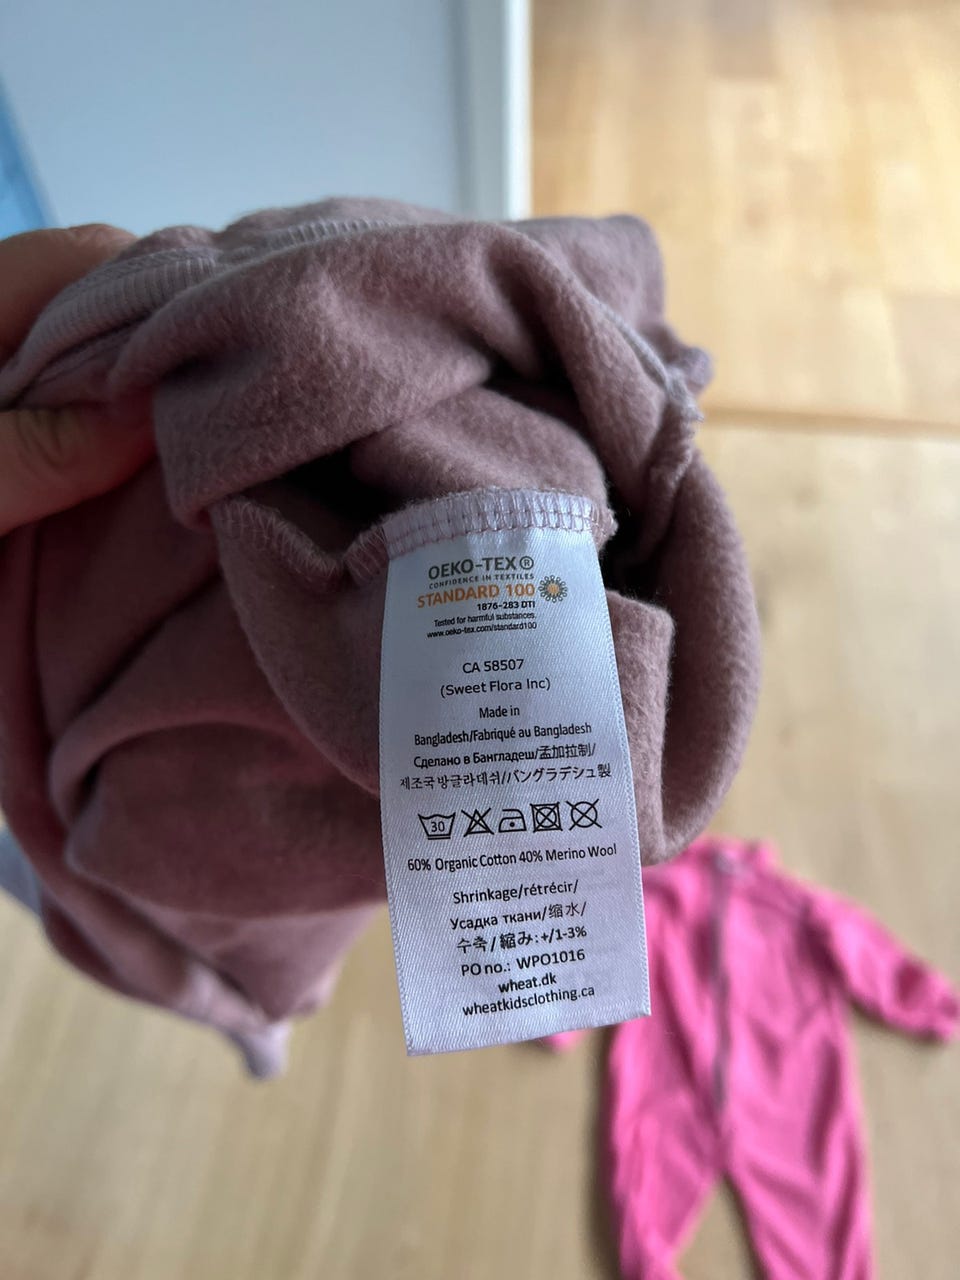 OEKO-TEX®
CONFIDENCE IN TEXTILES
STANDARD 100
1876-283 DTI
Tested for harmful substances.
www.oeko-tex.com/standard100
CA 58507
(Sweet Flora Inc)
Made in
Bangladesh/Fabriqué au Bangladesh
Сделано в Бангладеш/孟加拉制/
제조국방글라데쉬/バングラデシュ製
30
60% Organic Cotton 40% Merino Wool
Shrinkage/rétrécir/
Усадка ткани/缩水/
수축/縮み:+/1-3%
PO no.: WPO1016
wheat.dk
wheatkidsclothing.ca